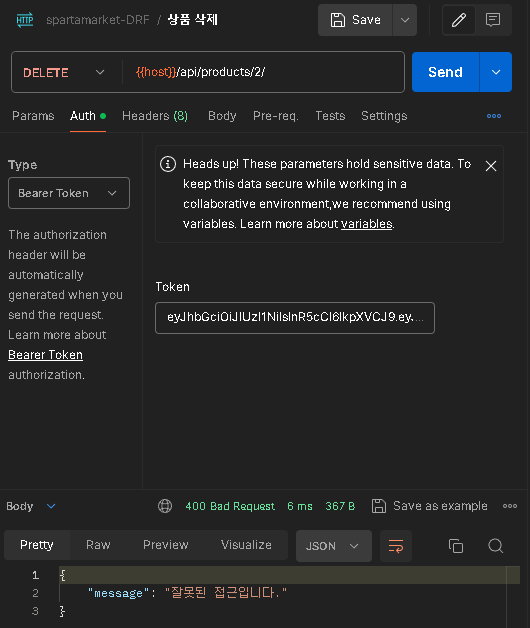 HTTP spartamarket-DRF / 상품 삭제 Save
DELETE {{host}}/api/products/2/ Send
Params Auth Headers (8) Body Pre-req. Tests Settings
Type
Bearer Token
The authorization
header will be
automatically
generated when you
send the request.
Learn more about
Bearer Token
authorization.
Heads up! These parameters hold sensitive data. To
keep this data secure while working in a
collaborative environment,we recommend using
variables. Learn more about variables.
Token
eyJhbGciOiJIUzI1NiIsInR5cCI6IkpXVCJ9.ey....
Body 400 Bad Request 6 ms 367 B Save as example
Pretty Raw Preview Visualize JSON
1 {
2 "message": "잘못된 접근입니다."
3 }